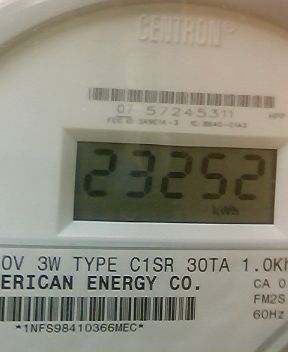 CENTRON®
07 57245311
23252
kWh
0V 3W TYPE C1SR 30TA 1.0Kh
ERICAN ENERGY CO.
CA 0
FM2S
60Hz
*1NFS98410366MEC*